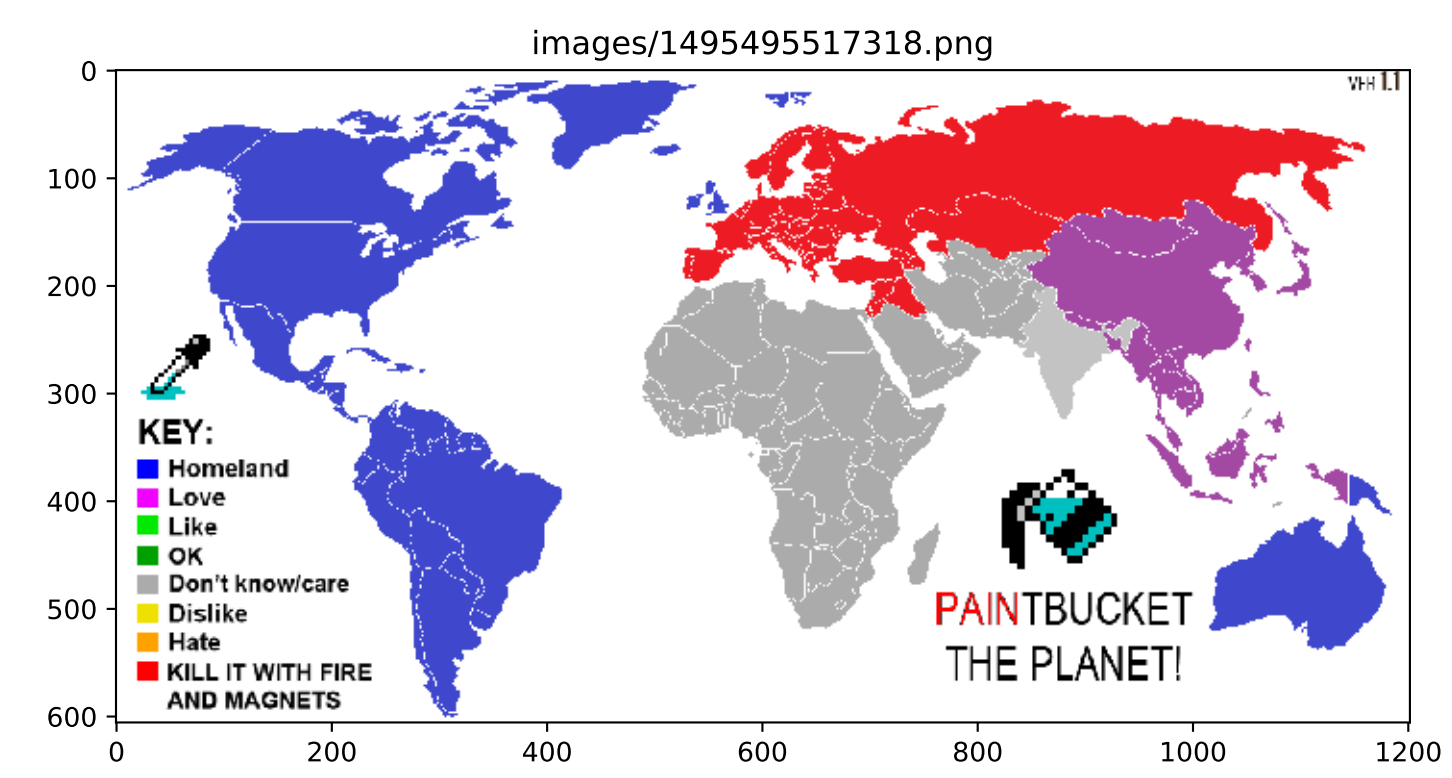 images/1495495517318.png
VER 1.1
KEY:
Homeland
Love
Like
OK
Don't know/care
Dislike
Hate
KILL IT WITH FIRE
AND MAGNETS
PAINTBUCKET
THE PLANET!
0
100
200
300
400
500
600
0
200
400
600
800
1000
1200